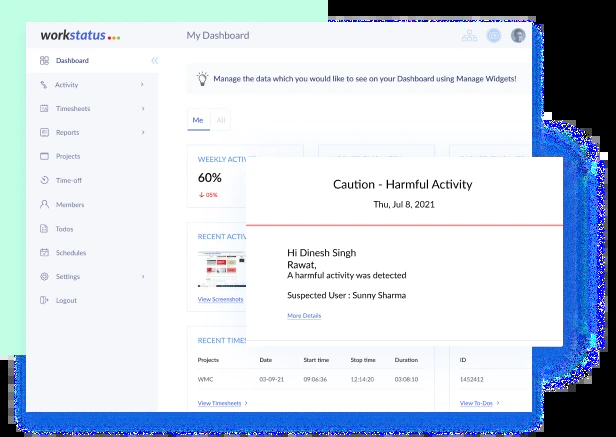 workstatus
My Dashboard
Dashboard
Activity
Timesheets
Reports
Projects
Time-off
Members
Todos
Schedules
Settings
Logout
Manage the data which you would like to see on your Dashboard using Manage Widgets!
Me All
WEEKLY ACTIV
60%
05%
RECENT ACTIV
View Screenshots
Caution - Harmful Activity
Thu, Jul 8, 2021
Hi Dinesh Singh
Rawat,
A harmful activity was detected
Suspected User : Sunny Sharma
More Details
RECENT TIMES
Projects Date Start time Stop time Duration
WMC 03-09-21 09:06:36 12:14:20 03:08:10
View Timesheets
ID
1452412
View To-Dos